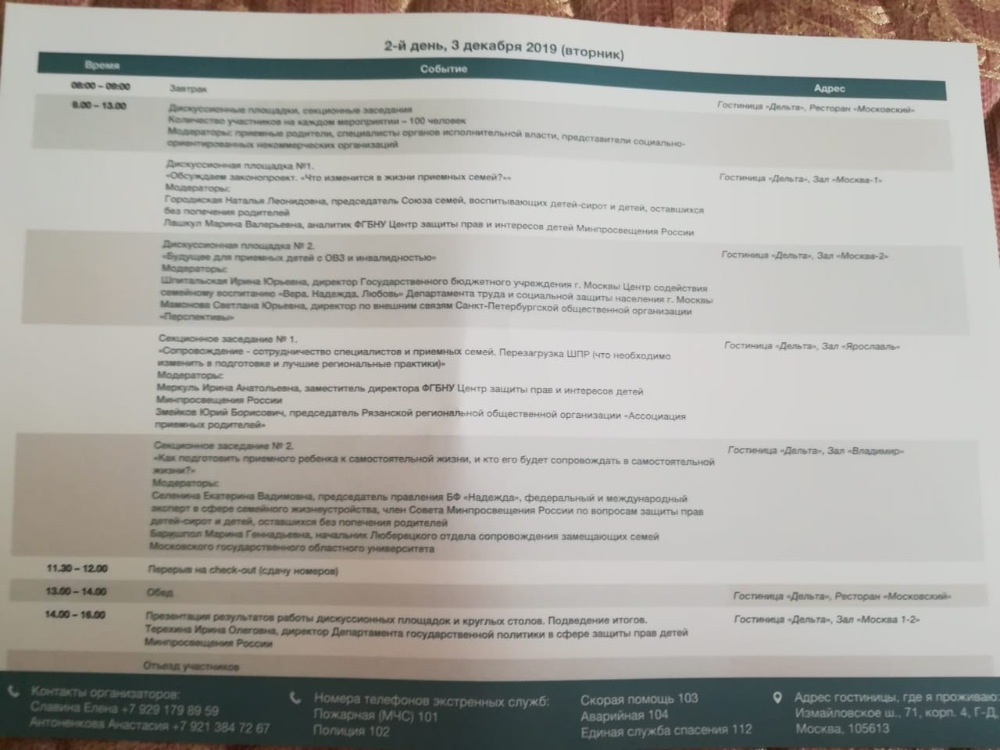 2-й день, 3 декабря 2019 (вторник)
Время
Событие
Адрес
08:00 – 09:00
Завтрак
Гостиница «Дельта», Ресторан «Московский»
9.00 – 13.00
Дискуссионные площадки, секционные заседания
Количество участников на каждом мероприятии – 100 человек
Модераторы: приемные родители, специалисты органов исполнительной власти, представители социально-
ориентированных некоммерческих организаций
Дискуссионная площадка №1.
«Обсуждаем законопроект. «Что изменится в жизни приемных семей?»»
Гостиница «Дельта», Зал «Москва-1»
Модераторы:
Городиская Наталья Леонидовна, председатель Союза семей, воспитывающих детей-сирот и детей, оставшихся
без попечения родителей
Лашкул Марина Валерьевна, аналитик ФГБНУ Центр защиты прав и интересов детей Минпросвещения России
Дискуссионная площадка № 2.
«Будущее для приемных детей с ОВЗ и инвалидностью»
Гостиница «Дельта», Зал «Москва-2»
Модераторы:
Шпитальская Ирина Юрьевна, директор Государственного бюджетного учреждения г. Москвы Центр содействия
семейному воспитанию «Вера. Надежда. Любовь» Департамента труда и социальной защиты населения г. Москвы
Мамонова Светлана Юрьевна, директор по внешним связям Санкт-Петербургской общественной организации
«Перспективы»
Секционное заседание № 1.
Гостиница «Дельта», Зал «Ярославль»
«Сопровождение - сотрудничество специалистов и приемных семей. Перезагрузка ШПР (что необходимо
изменить в подготовке и лучшие региональные практики)»
Модераторы:
Меркуль Ирина Анатольевна, заместитель директора ФГБНУ Центр защиты прав и интересов детей
Минпросвещения России
Змейков Юрий Борисович, председатель Рязанской региональной общественной организации «Ассоциация
приемных родителей»
Секционное заседание № 2.
Гостиница «Дельта», Зал «Владимир»
«Как подготовить приемного ребенка к самостоятельной жизни, и кто его будет сопровождать в самостоятельной
жизни?»
Модераторы:
Селенина Екатерина Вадимовна, председатель правления БФ «Надежда», федеральный и международный
эксперт в сфере семейного жизнеустройства, член Совета Минпросвещения России по вопросам защиты прав
детей-сирот и детей, оставшихся без попечения родителей
Баришпол Марина Геннадьевна, начальник Люберецкого отдела сопровождения замещающих семей
Московского государственного областного университета
11.30 – 12.00
Перерыв на check-out (сдачу номеров)
13.00 – 14.00
Обед
Гостиница «Дельта», Ресторан «Московский»
14.00 – 16.00
Презентация результатов работы дискуссионных площадок и круглых столов. Подведение итогов.
Гостиница «Дельта», Зал «Москва 1-2»
Терехина Ирина Олеговна, директор Департамента государственной политики в сфере защиты прав детей
Минпросвещения России
Отъезд участников
Контакты организаторов:
Славина Елена +7 929 179 89 59
Антоненкова Анастасия +7 921 384 72 67
Номера телефонов экстренных служб:
Пожарная (МЧС) 101
Полиция 102
Скорая помощь 103
Аварийная 104
Единая служба спасения 112
Адрес гостиницы, где я проживаю:
Измайловское ш., 71, корп. 4, Г-Д,
Москва, 105613